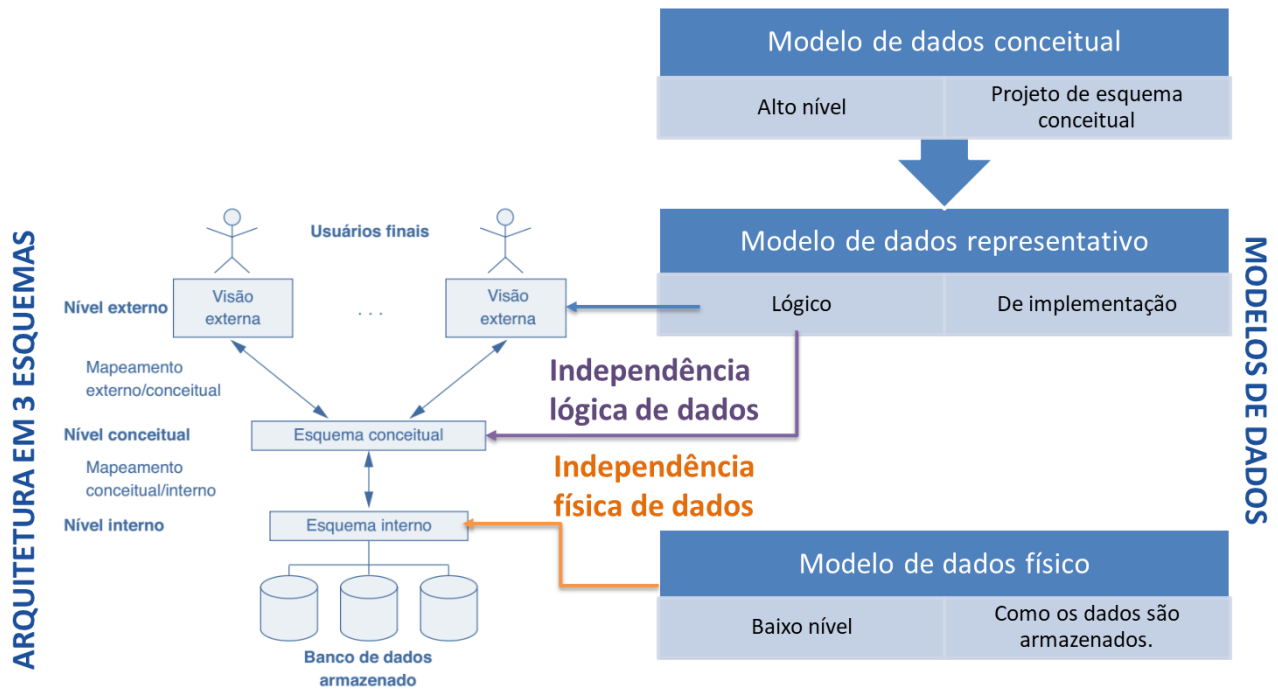 ARQUITETURA EM 3 ESQUEMAS
Usuários finais
Nível externo
Visão
externa
. . .
Visão
externa
Mapeamento
externo/conceitual
Nível conceitual
Esquema conceitual
Mapeamento
conceitual/interno
Nível interno
Esquema interno
Banco de dados
armazenado
Independência
lógica de dados
Independência
física de dados
Modelo de dados conceitual
Alto nível
Projeto de esquema
conceitual
Modelo de dados representativo
Lógico
De implementação
Modelo de dados físico
Baixo nível
Como os dados são
armazenados.
MODELOS DE DADOS